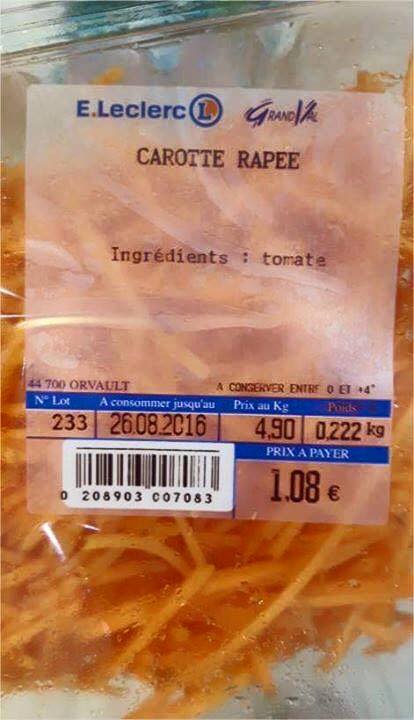 E.Leclerc L GRAND VAL
CAROTTE RAPEE
Ingrédients : tomate
44 700 ORVAULT A CONSERVER ENTRE 0 ET +4°
N° Lot A consommer jusqu'au Prix au Kg Poids
233 26.08.2016 4,90 0,222 kg
PRIX A PAYER
1.08 €
0 208903 007083